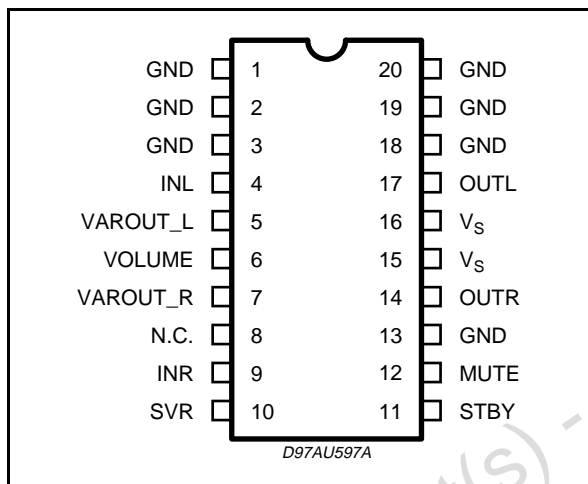 GND 1 20 GND
GND 2 19 GND
GND 3 18 GND
INL 4 17 OUTL
VAROUT_L 5 16 VS
VOLUME 6 15 VS
VAROUT_R 7 14 OUTR
N.C. 8 13 GND
INR 9 12 MUTE
SVR 10 11 STBY
D97AU597A
t(s) -